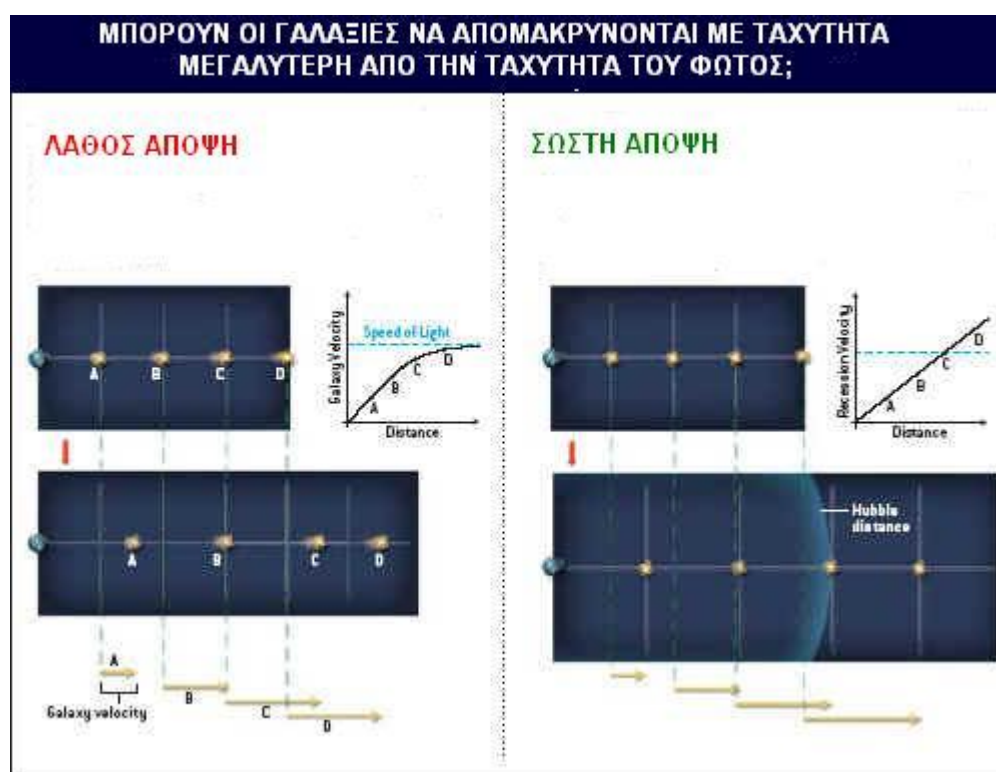 ΜΠΟΡΟΥΝ ΟΙ ΓΑΛΑΞΙΕΣ ΝΑ ΑΠΟΜΑΚΡΥΝΟΝΤΑΙ ΜΕ ΤΑΧΥΤΗΤΑ
ΜΕΓΑΛΥΤΕΡΗ ΑΠΟ ΤΗΝ ΤΑΧΥΤΗΤΑ ΤΟΥ ΦΩΤΟΣ;
ΛΑΘΟΣ ΑΠΟΨΗ
A
B
C
D
Galaxy Velocity
Speed of Light
A
B
C
D
Distance
A
B
C
D
A
Galaxy velocity
B
C
D
ΣΩΣΤΗ ΑΠΟΨΗ
Recession Velocity
A
B
C
D
Distance
Hubble
distance